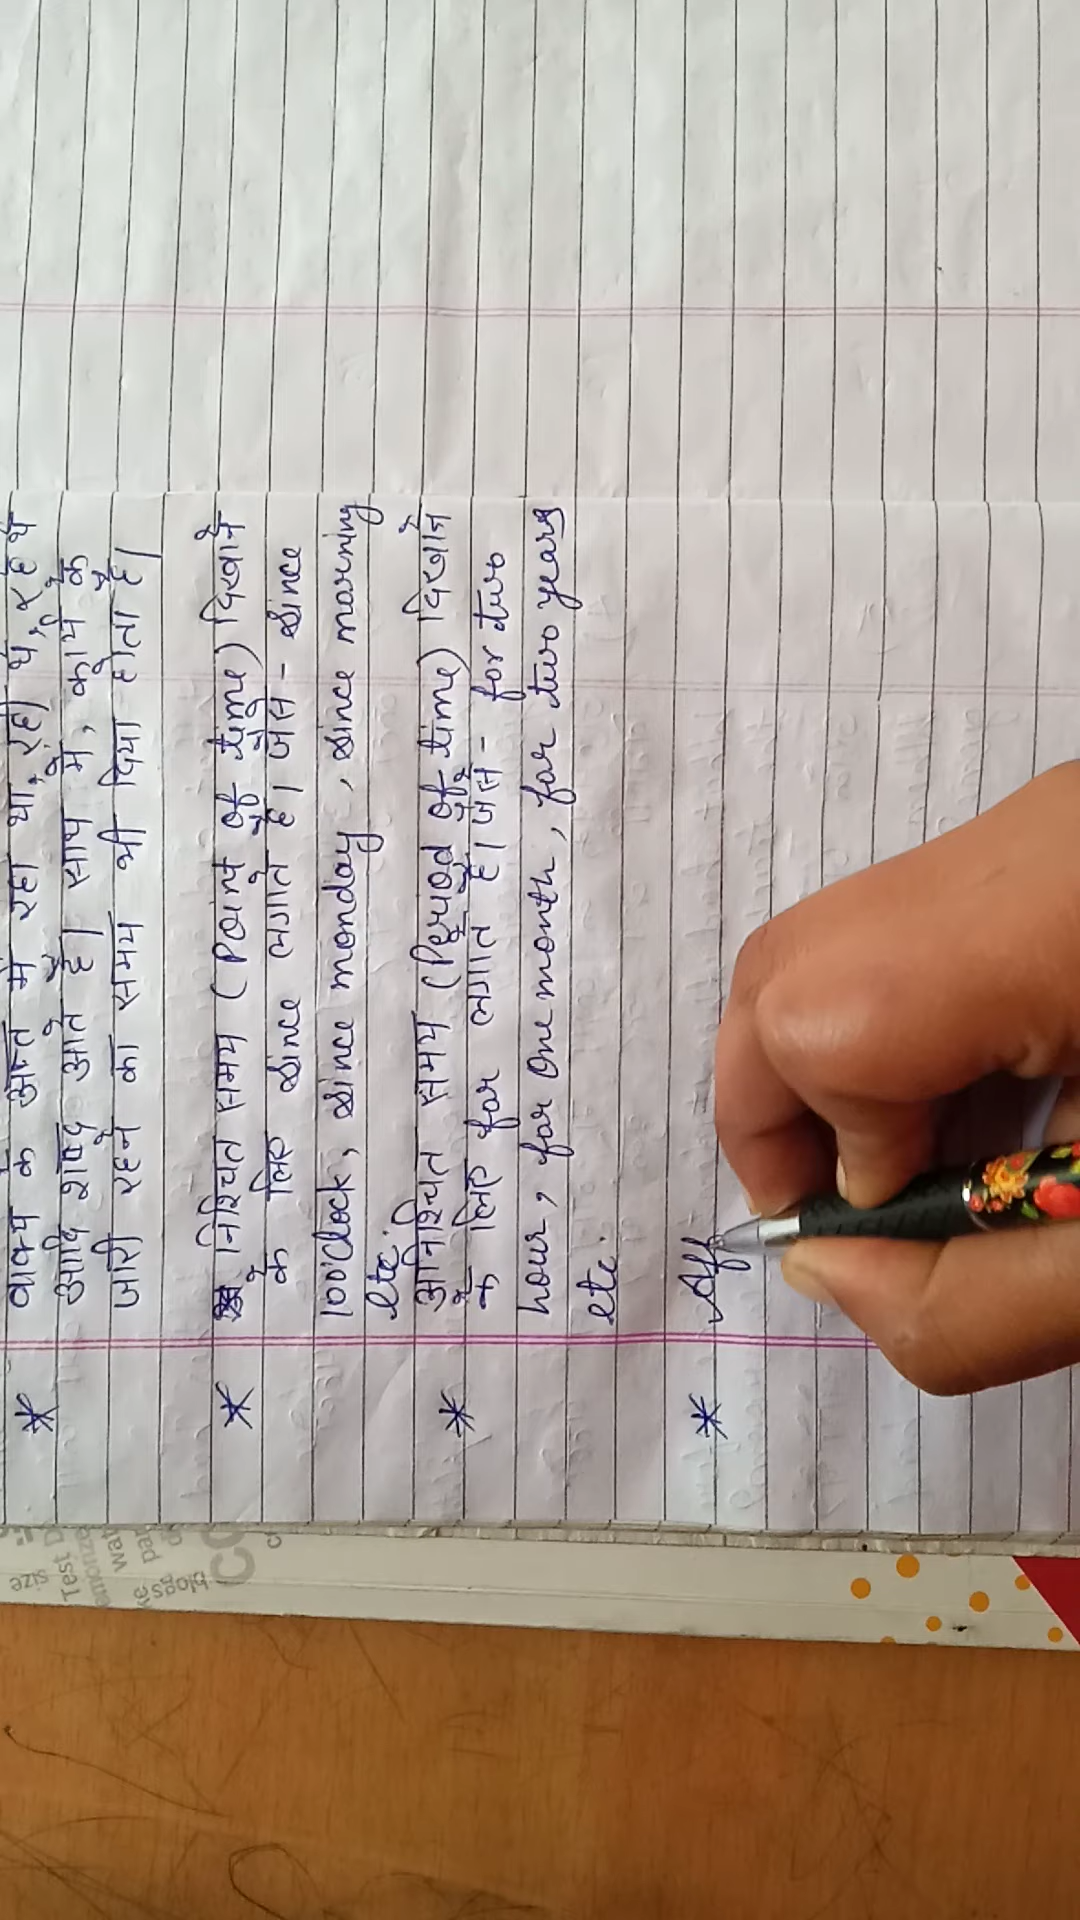 वाक्य के अन्त में रहा था, रही थी, रहे थे
आदि शब्द आते हैं। साथ में, कार्य के
जारी रहने का समय भी दिया होता है।
* निश्चित समय (Point of time) दिखाने
के लिए since लगाते हैं। जैसे - since
10 O'Clock, since monday, since morning
etc.
* अनिश्चित समय (Period of time) दिखाने
के लिए for लगाते हैं। जैसे - for two
hour, for One month, for two years
etc.
* Aff